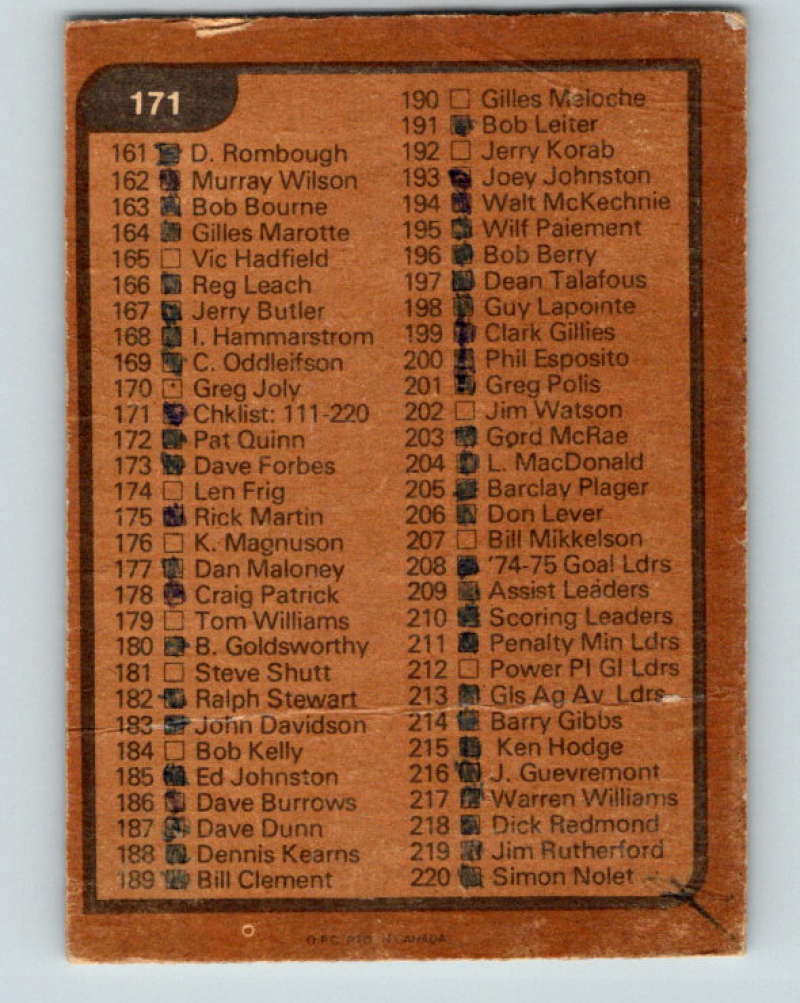 171
161 D. Rombough
162 Murray Wilson
163 Bob Bourne
164 Gilles Marotte
165 Vic Hadfield
166 Reg Leach
167 Jerry Butler
168 I. Hammarstrom
169 C. Oddleifson
170 Greg Joly
171 Chklist: 111-220
172 Pat Quinn
173 Dave Forbes
174 Len Frig
175 Rick Martin
176 K. Magnuson
177 Dan Maloney
178 Craig Patrick
179 Tom Williams
180 B. Goldsworthy
181 Steve Shutt
182 Ralph Stewart
183 John Davidson
184 Bob Kelly
185 Ed Johnston
186 Dave Burrows
187 Dave Dunn
188 Dennis Kearns
189 Bill Clement
190 Gilles Meloche
191 Bob Leiter
192 Jerry Korab
193 Joey Johnston
194 Walt McKechnie
195 Wilf Paiement
196 Bob Berry
197 Dean Talafous
198 Guy Lapointe
199 Clark Gillies
200 Phil Esposito
201 Greg Polis
202 Jim Watson
203 Gord McRae
204 L. MacDonald
205 Barclay Plager
206 Don Lever
207 Bill Mikkelson
208 '74-75 Goal Ldrs
209 Assist Leaders
210 Scoring Leaders
211 Penalty Min Ldrs
212 Power Pl Gl Ldrs
213 Gls Ag Av Ldrs
214 Barry Gibbs
215 Ken Hodge
216 J. Guevremont
217 Warren Williams
218 Dick Redmond
219 Jim Rutherford
220 Simon Nolet
O.P.C. PTD. IN CANADA